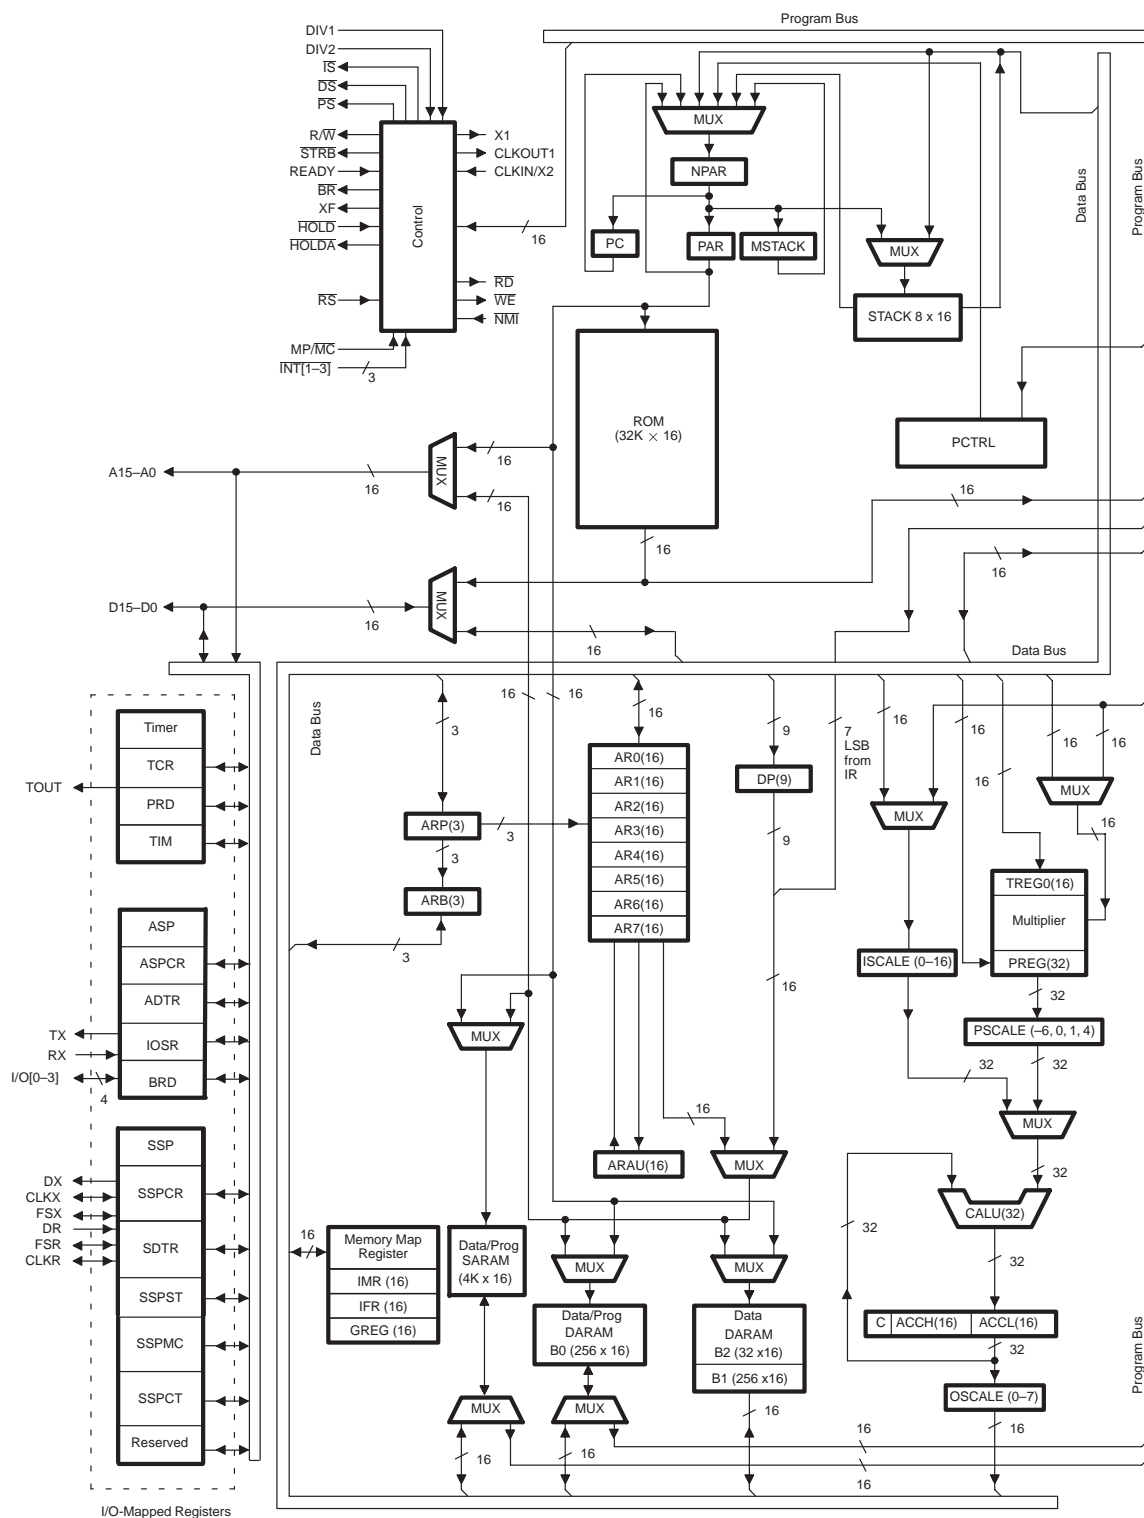 Program Bus
DIV1
DIV2
IS
DS
PS
R/W
STRB
READY
BR
XF
HOLD
HOLDA
RS
MP/MC
INT[1–3]
3
Control
X1
CLKOUT1
CLKIN/X2
16
RD
WE
NMI
MUX
NPAR
PC
PAR
MSTACK
MUX
STACK 8 x 16
Data Bus
Program Bus
ROM
(32K × 16)
PCTRL
A15–A0
16
MUX
16
16
16
16
16
D15–D0
16
MUX
16
Data Bus
Data Bus
16
16
3
16
9
7
LSB
from
IR
16
16
16
16
16
Timer
TCR
PRD
TIM
TOUT
AR0(16)
AR1(16)
AR2(16)
AR3(16)
AR4(16)
AR5(16)
AR6(16)
AR7(16)
DP(9)
9
MUX
MUX
16
ARP(3)
3
3
ARB(3)
3
TREG0(16)
Multiplier
PREG(32)
ASP
ASPCR
ADTR
IOSR
BRD
TX
RX
I/O[0–3]
4
ISCALE (0–16)
16
32
MUX
PSCALE (–6, 0, 1, 4)
32
32
MUX
16
ARAU(16)
MUX
32
SSP
SSPCR
SDTR
SSPST
SSPMC
SSPCT
Reserved
DX
CLKX
FSX
DR
FSR
CLKR
CALU(32)
32
32
16
Memory Map
Register
IMR (16)
IFR (16)
GREG (16)
Data/Prog
SARAM
(4K x 16)
MUX
MUX
Data/Prog
DARAM
B0 (256 x 16)
Data
DARAM
B2 (32 x16)
B1 (256 x16)
C
ACCH(16)
ACCL(16)
32
OSCALE (0–7)
MUX
MUX
16
16
16
16
16
16
Program Bus
I/O-Mapped Registers